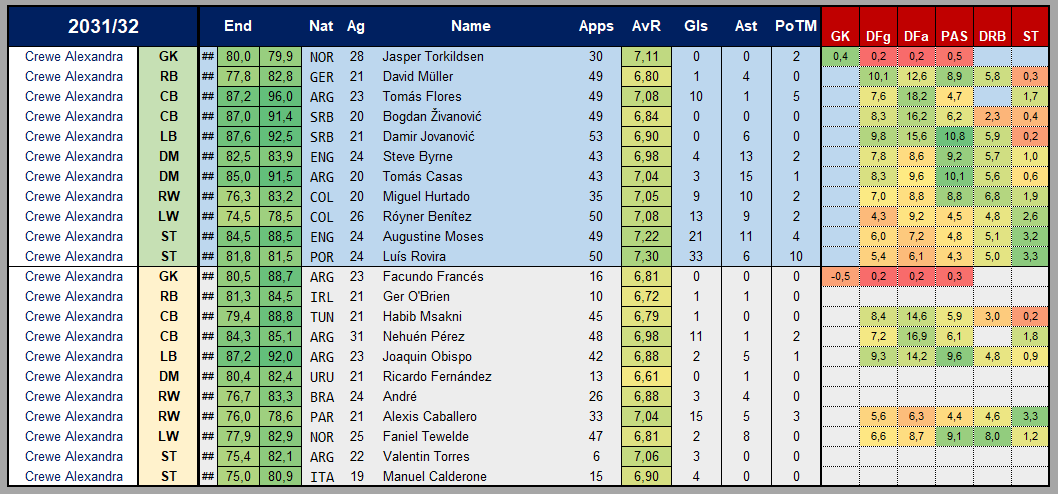 2031/32 End Nat Ag Name Apps AvR Gls Ast PoTM GK DFg DFa PAS DRB ST
Crewe Alexandra GK ## 80,0 79,9 NOR 28 Jasper Torkildsen 30 7,11 0 0 2 0,4 0,2 0,2 0,5
Crewe Alexandra RB ## 77,8 82,8 GER 21 David Müller 49 6,80 1 4 0 10,1 12,6 8,9 5,8 0,3
Crewe Alexandra CB ## 87,2 96,0 ARG 23 Tomás Flores 49 7,08 10 1 5 7,6 18,2 4,7 1,7
Crewe Alexandra CB ## 87,0 91,4 SRB 20 Bogdan Živanović 49 6,84 0 0 0 8,3 16,2 6,2 2,3 0,4
Crewe Alexandra LB ## 87,6 92,5 SRB 21 Damir Jovanović 53 6,90 0 6 0 9,8 15,6 10,8 5,9 0,2
Crewe Alexandra DM ## 82,5 83,9 ENG 24 Steve Byrne 43 6,98 4 13 2 7,8 8,6 9,2 5,7 1,0
Crewe Alexandra DM ## 85,0 91,5 ARG 20 Tomás Casas 43 7,04 3 15 1 8,3 9,6 10,1 5,6 0,6
Crewe Alexandra RW ## 76,3 83,2 COL 20 Miguel Hurtado 35 7,05 9 10 2 7,0 8,8 8,8 6,8 1,9
Crewe Alexandra LW ## 74,5 78,5 COL 26 Róyner Benítez 50 7,08 13 9 2 4,3 9,2 4,5 4,8 2,6
Crewe Alexandra ST ## 84,5 88,5 ENG 24 Augustine Moses 49 7,22 21 11 4 6,0 7,2 4,8 5,1 3,2
Crewe Alexandra ST ## 81,8 81,5 POR 24 Luís Rovira 50 7,30 33 6 10 5,4 6,1 4,3 5,0 3,3
Crewe Alexandra GK ## 80,5 88,7 ARG 23 Facundo Francés 16 6,81 0 0 0 -0,5 0,2 0,2 0,3
Crewe Alexandra RB ## 81,3 84,5 IRL 21 Ger O'Brien 10 6,72 1 1 0
Crewe Alexandra CB ## 79,4 88,8 TUN 21 Habib Msakni 45 6,79 0 1 0 8,4 14,6 5,9 3,0 0,2
Crewe Alexandra CB ## 84,3 85,1 ARG 31 Nehuén Pérez 48 6,98 11 1 2 7,2 16,9 6,1 1,8
Crewe Alexandra LB ## 87,2 92,0 ARG 23 Joaquin Obispo 42 6,88 2 5 1 9,3 14,2 9,6 4,8 0,9
Crewe Alexandra DM ## 80,4 82,4 URU 21 Ricardo Fernández 13 6,61 0 1 0
Crewe Alexandra RW ## 76,7 83,3 BRA 24 André 26 6,88 3 4 0
Crewe Alexandra RW ## 76,0 78,6 PAR 21 Alexis Caballero 33 7,04 15 5 3 5,6 6,3 4,4 4,6 3,3
Crewe Alexandra LW ## 77,9 82,9 NOR 25 Faniel Tewelde 47 6,81 2 8 0 6,6 8,7 9,1 8,0 1,2
Crewe Alexandra ST ## 75,4 82,1 ARG 22 Valentin Torres 6 7,06 3 0 0
Crewe Alexandra ST ## 75,0 80,9 ITA 19 Manuel Calderone 15 6,90 4 0 0